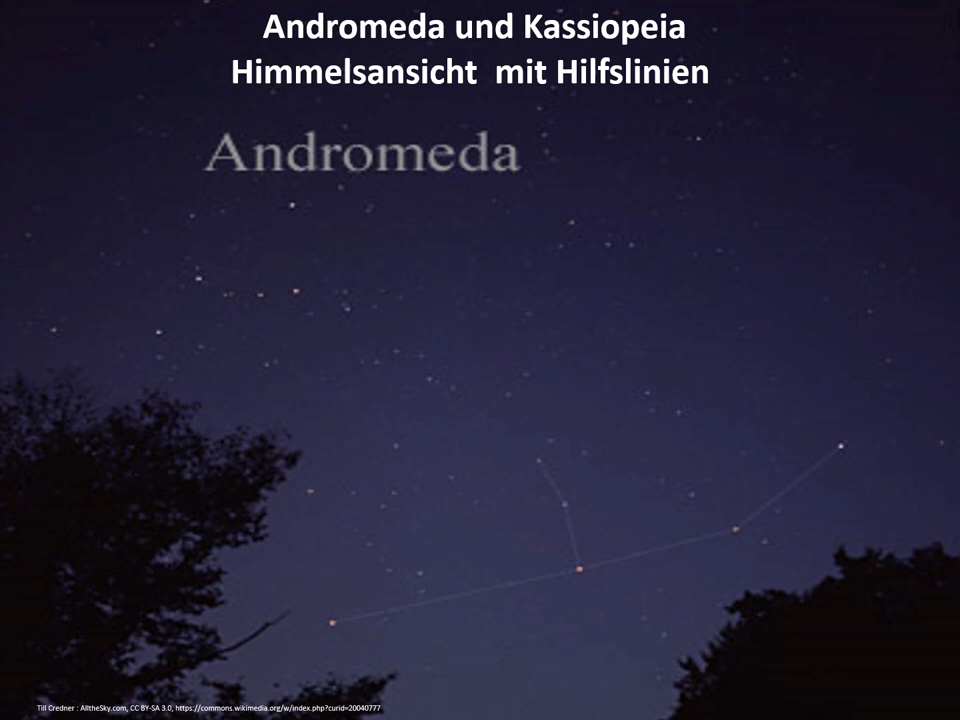 Andromeda und Kassiopeia
Himmelsansicht mit Hilfslinien
Andromeda
Till Credner : AlltheSky.com, CC BY-SA 3.0, https://commons.wikimedia.org/w/index.php?curid=20040777